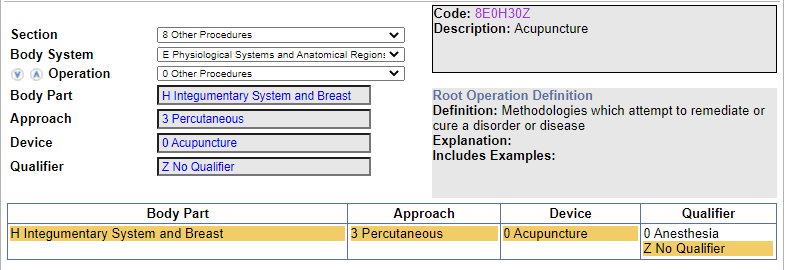 Code: 8E0H30Z
Description: Acupuncture
Section 8 Other Procedures
Body System E Physiological Systems and Anatomical Regions
Operation 0 Other Procedures
Body Part H Integumentary System and Breast
Approach 3 Percutaneous
Device 0 Acupuncture
Qualifier Z No Qualifier
Root Operation Definition
Definition: Methodologies which attempt to remediate or
cure a disorder or disease
Explanation:
Includes Examples:
Body Part Approach Device Qualifier
H Integumentary System and Breast 3 Percutaneous 0 Acupuncture 0 Anesthesia
Z No Qualifier